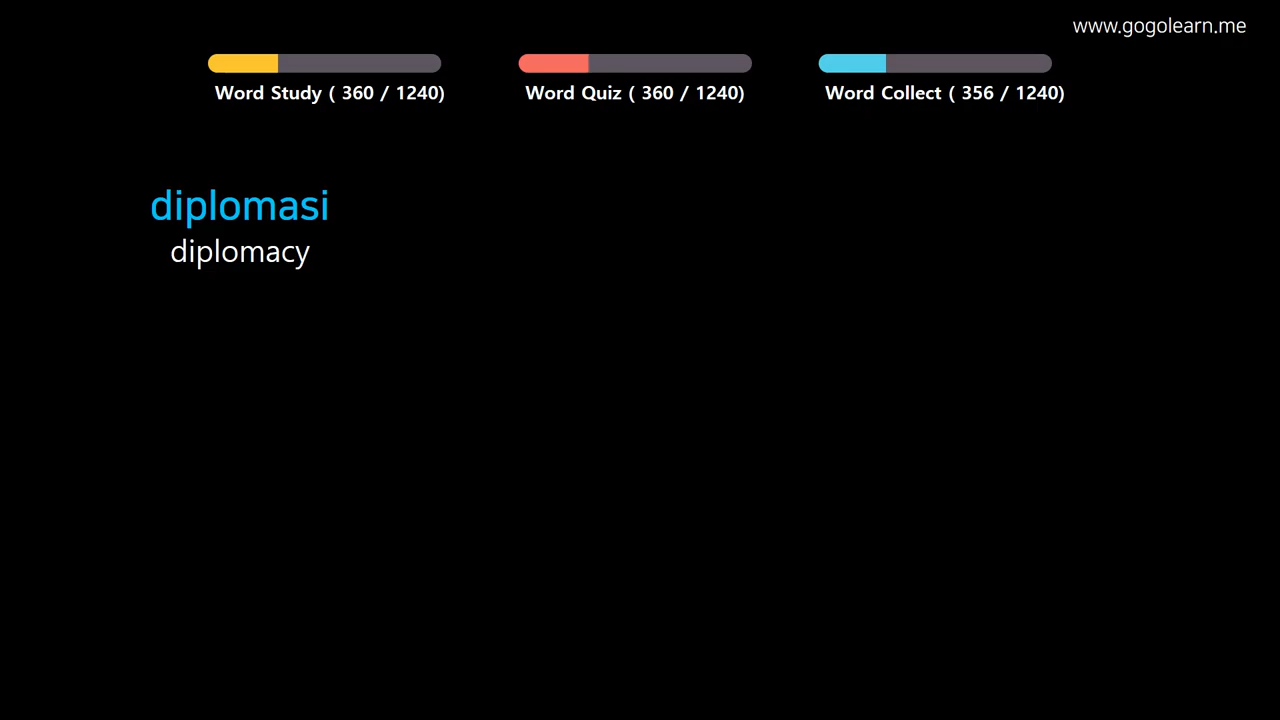 www.gogolearn.me
Word Study ( 360 / 1240)
Word Quiz ( 360 / 1240)
Word Collect ( 356 / 1240)
diplomasi
diplomacy